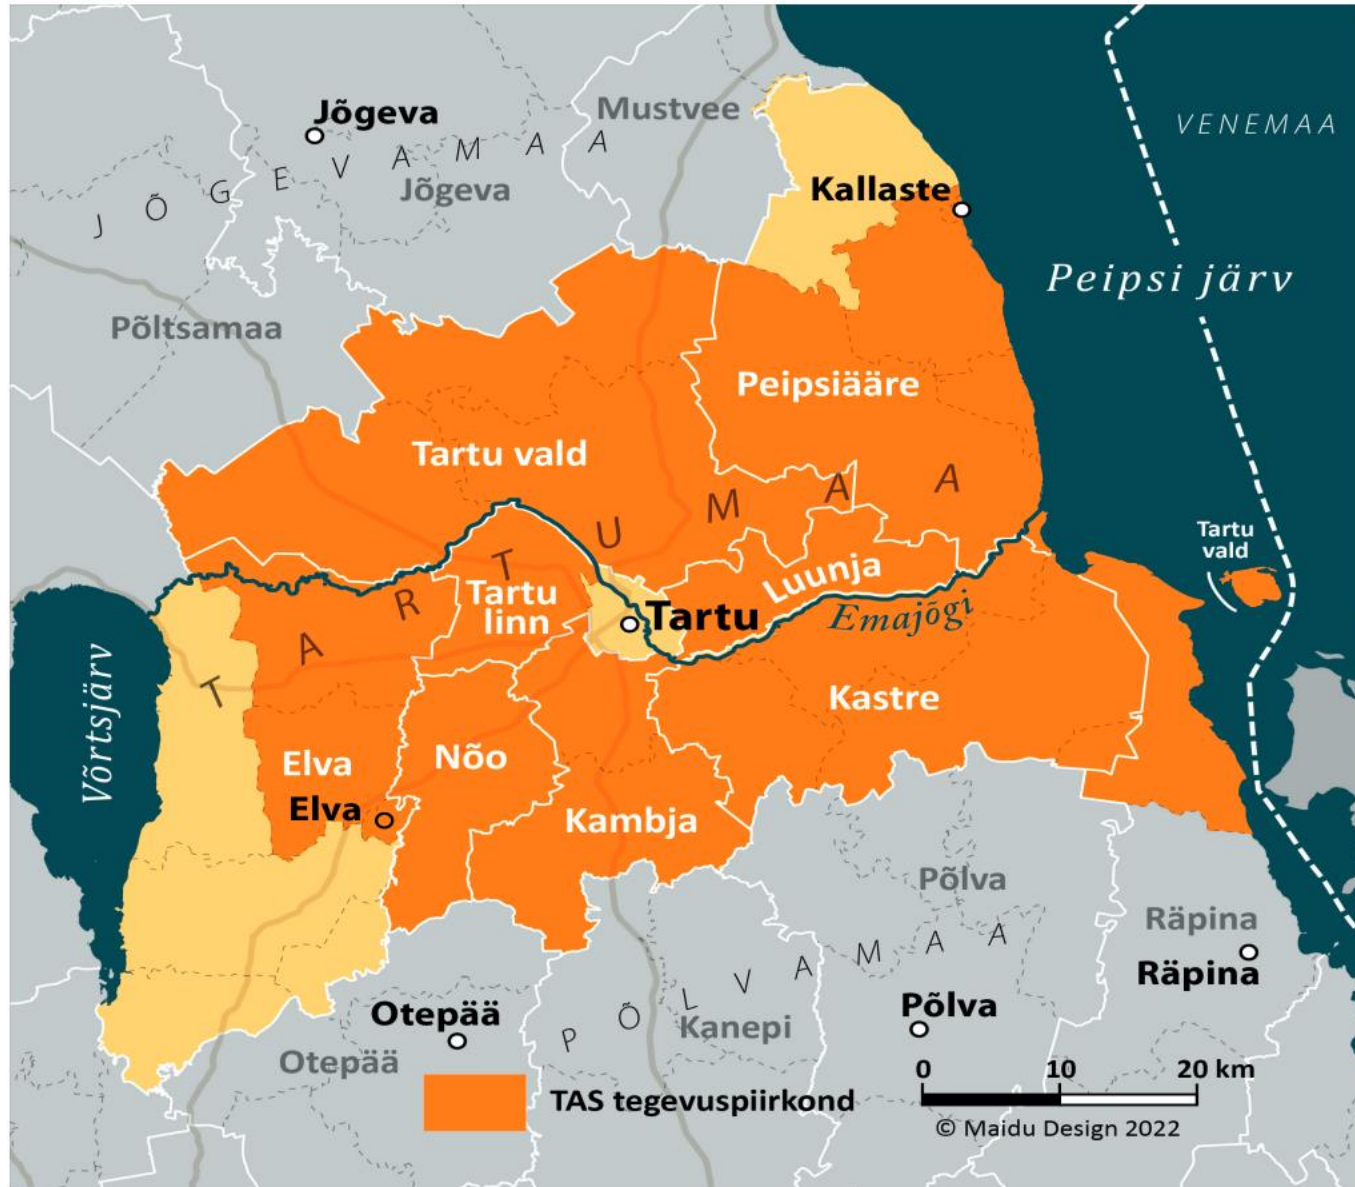 Jõgeva
Mustvee
VENEMAA
JÕGEVAMAA
Jõgeva
Kallaste
Peipsi järv
Põltsamaa
Peipsiääre
Tartu vald
TARTUMAA
Tartu
vald
Luunja
Tartu
linn
Tartu
Emajõgi
Võrtsjärv
Kastre
Elva
Nõo
Elva
Kambja
Põlva
Räpina
Räpina
PÕLVAMAA
Otepää
Põlva
Kanepi
Otepää
0 10 20 km
TAS tegevuspiirkond
© Maidu Design 2022